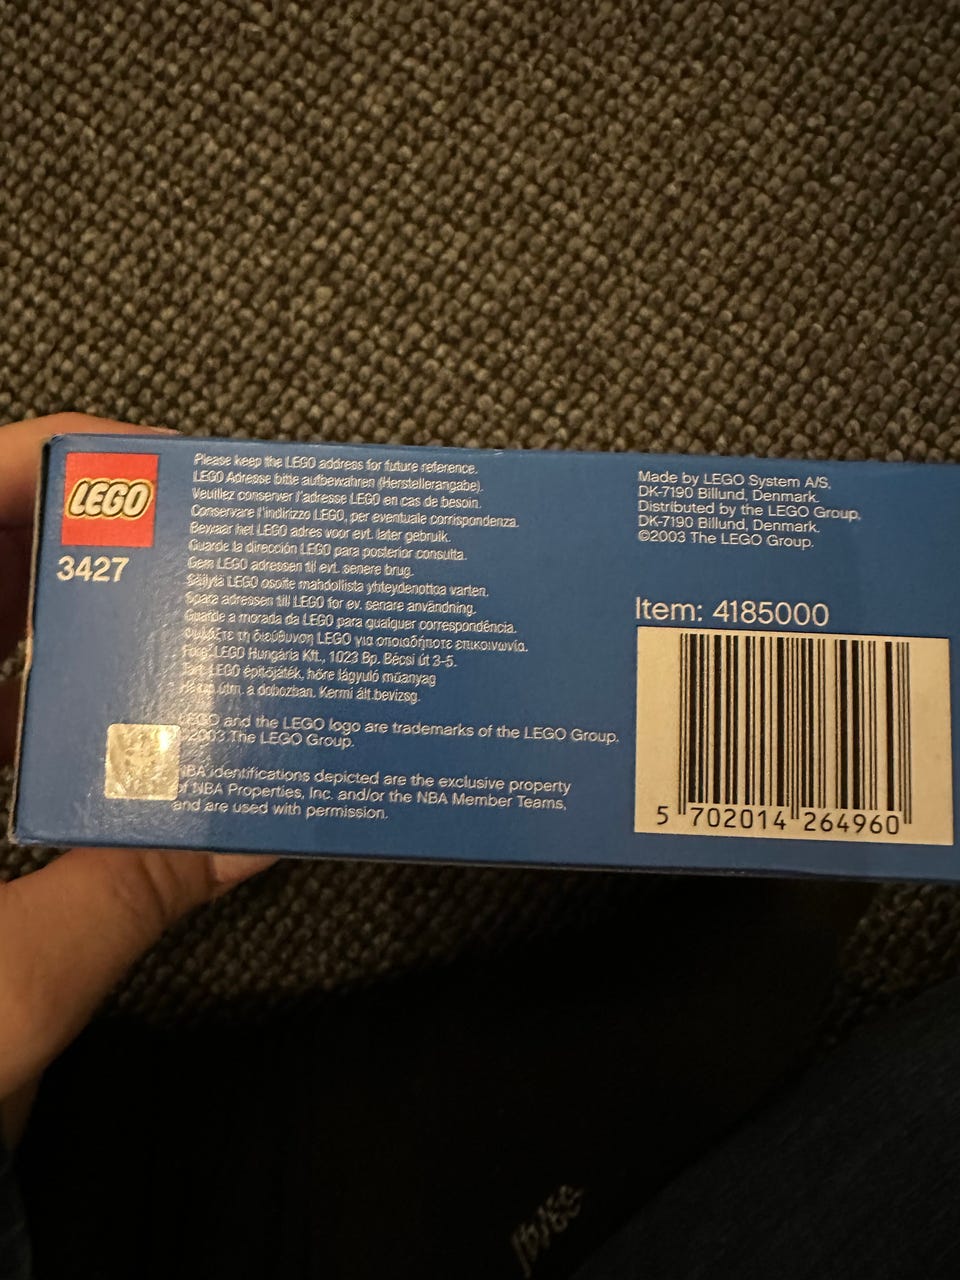 LEGO
3427
Please keep the LEGO address for future reference.
LEGO Adresse bitte aufbewahren (Herstellerangabe).
Veuillez conserver l'adresse LEGO en cas de besoin.
Conservare l'indirizzo LEGO, per eventuale corrispondenza.
Bewaar het LEGO adres voor evt. later gebruik.
Guarde la dirección LEGO para posterior consulta.
Gem LEGO adressen til evt. senere brug.
Säilytä LEGO osoite mahdollista yhteydenottoa varten.
Spara adressen till LEGO för ev. senare användning.
Guarde a morada da LEGO para qualquer correspondência.
Φυλάξτε τη διεύθυνση LEGO για οποιαδήποτε επικοινωνία.
Forg. LEGO Hungária Kft., 1023 Bp. Bécsi út 3-5.
LEGO építőjáték, hőre lágyuló műanyag
útm. a dobozban. Kermi ált.bevizsg.
LEGO and the LEGO logo are trademarks of the LEGO Group.
©2003 The LEGO Group.
NBA identifications depicted are the exclusive property
of NBA Properties, Inc. and/or the NBA Member Teams,
and are used with permission.
Made by LEGO System A/S,
DK-7190 Billund, Denmark.
Distributed by the LEGO Group,
DK-7190 Billund, Denmark.
©2003 The LEGO Group.
Item: 4185000
5 702014 264960